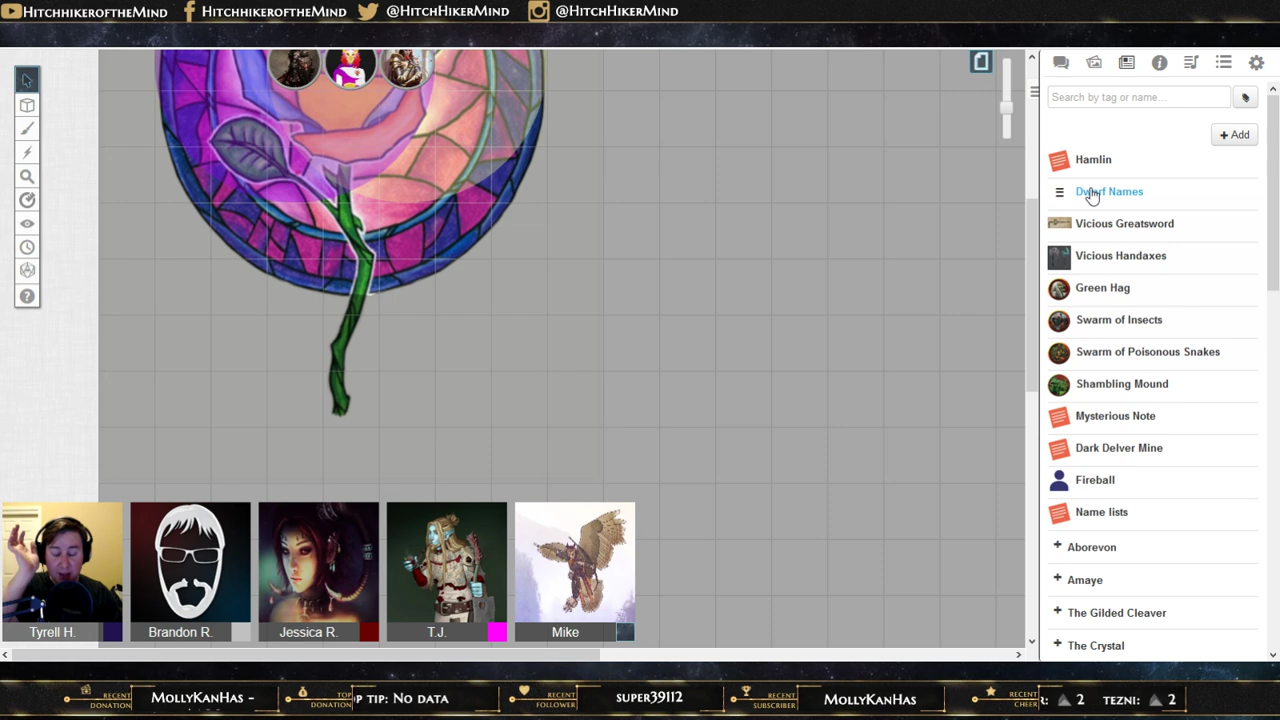 HitchhikeroftheMind
HitchhikeroftheMind
@HitchHikerMind
@HitchHikerMind
Search by tag or name...
+ Add
Hamlin
Dwarf Names
Vicious Greatsword
Vicious Handaxes
Green Hag
Swarm of Insects
Swarm of Poisonous Snakes
Shambling Mound
Mysterious Note
Dark Delver Mine
Fireball
Name lists
+ Aborevon
+ Amaye
+ The Gilded Cleaver
+ The Crystal
Tyrell H.
Brandon R.
Jessica R.
T.J.
Mike
Recent Donation
MollyKanHas -
Top Donation
p tip: No data
Recent Follower
super39112
Recent Subscriber
MollyKanHas
Recent Cheer
r: 2 tezni: 2